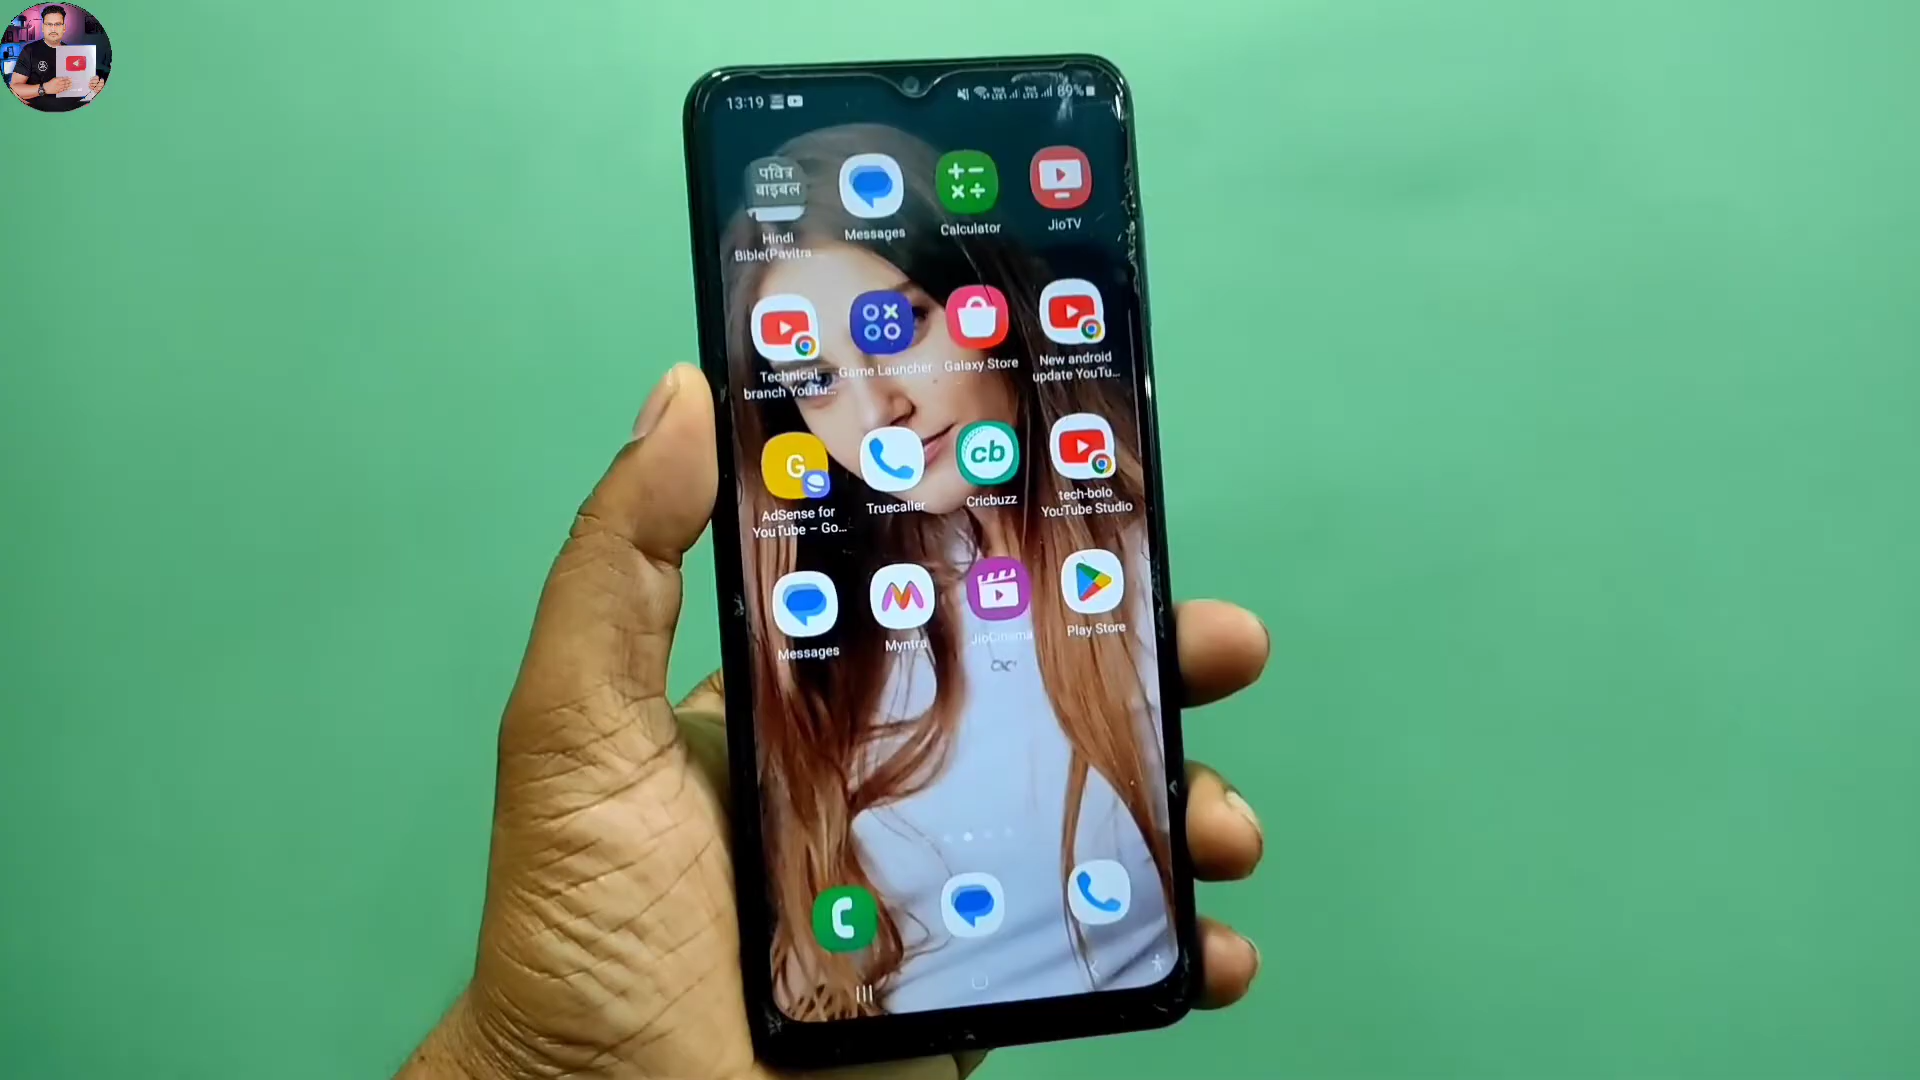 13:19
89%
पवित्र
बाइबल
Hindi
Bible(Pavitra...
Messages
Calculator
JioTV
Technical
branch YouTu...
Game Launcher
Galaxy Store
New android
update YouTu...
G
AdSense for
YouTube – Go...
Truecaller
cb
Cricbuzz
tech-bolo
YouTube Studio
Messages
Myntra
JioCinema
Play Store